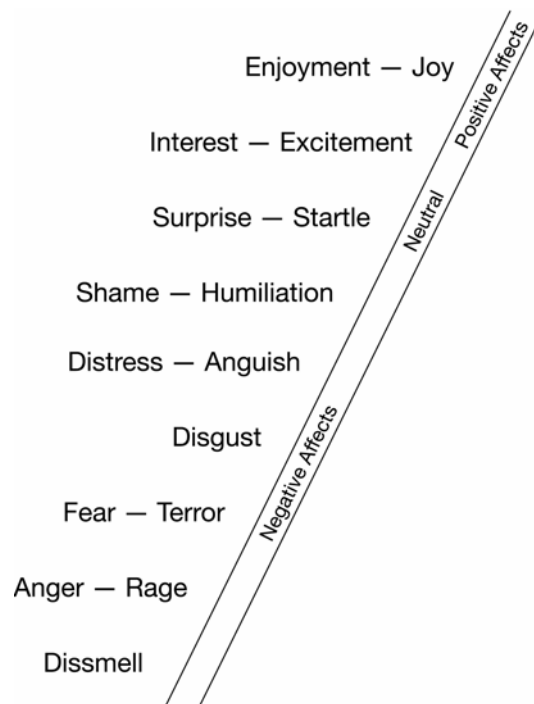 Enjoyment — Joy
Positive Affects
Interest — Excitement
Surprise — Startle
Neutral
Shame — Humiliation
Distress — Anguish
Disgust
Negative Affects
Fear — Terror
Anger — Rage
Dissmell